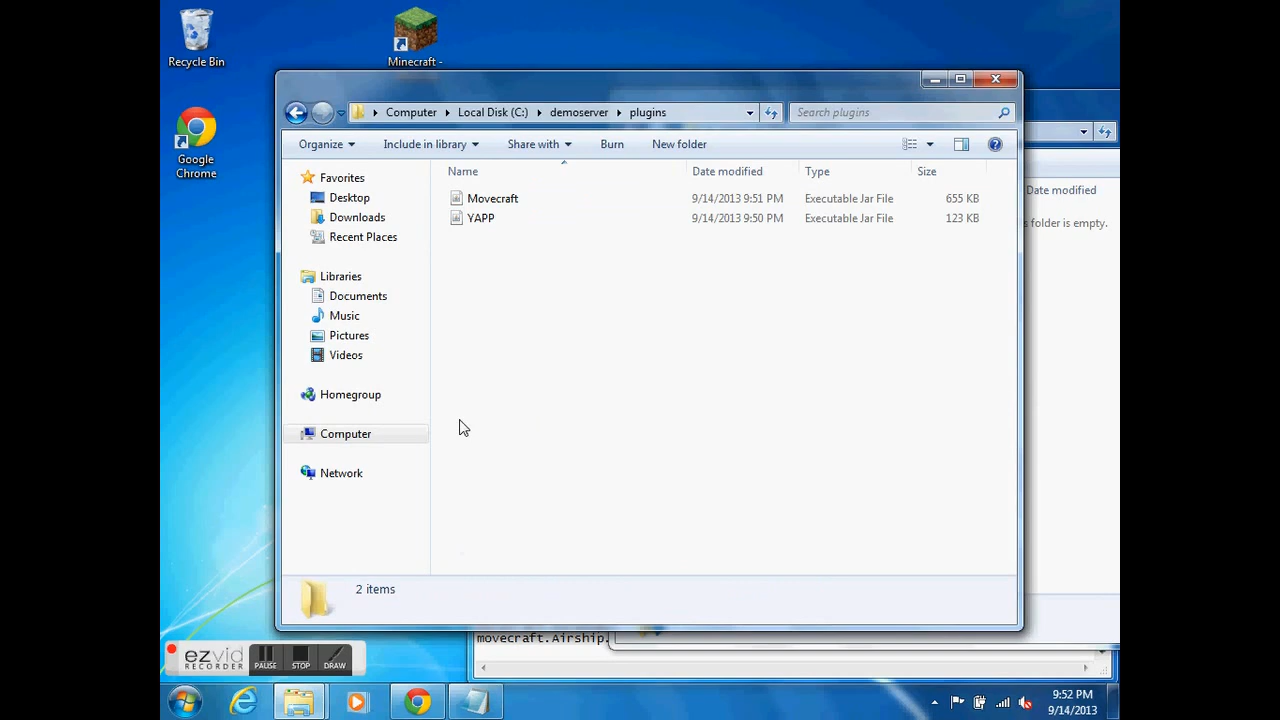 Recycle Bin
Minecraft -
Google
Chrome
Computer
Local Disk (C:)
demoserver
plugins
Search plugins
Organize
Include in library
Share with
Burn
New folder
Name
Date modified
Type
Size
Movecraft
9/14/2013 9:51 PM
Executable Jar File
655 KB
YAPP
9/14/2013 9:50 PM
Executable Jar File
123 KB
Favorites
Desktop
Downloads
Recent Places
Libraries
Documents
Music
Pictures
Videos
Homegroup
Computer
Network
2 items
Date modified
s folder is empty.
movecraft.Airship.
ezvid
RECORDER
PAUSE
STOP
DRAW
9:52 PM
9/14/2013